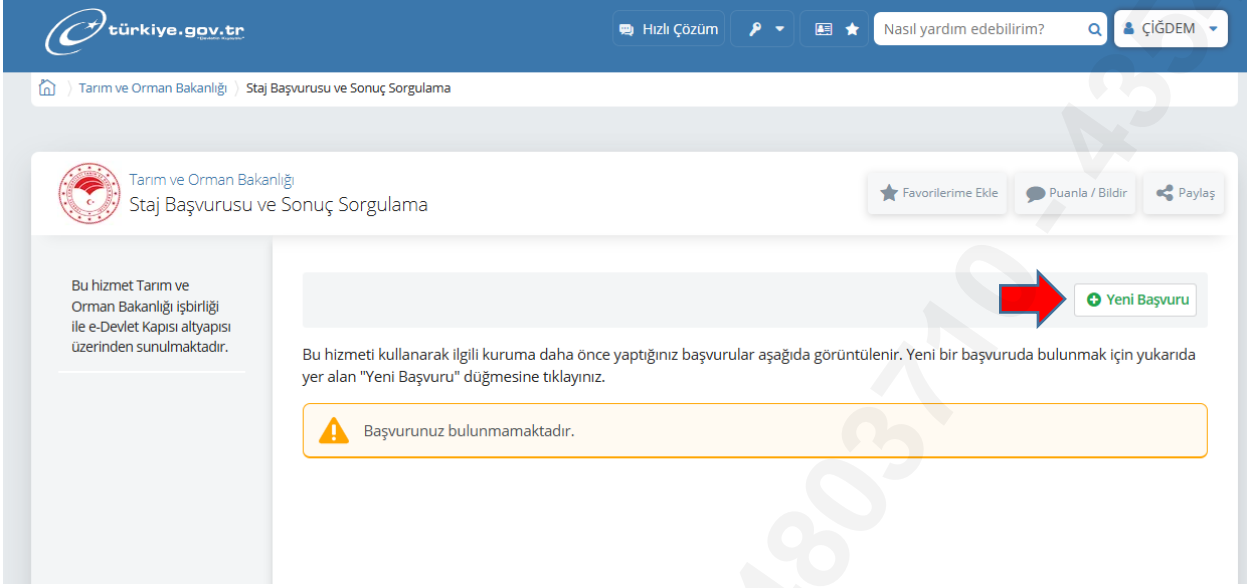 türkiye.gov.tr
Hızlı Çözüm
Nasıl yardım edebilirim?
ÇİĞDEM
Tarım ve Orman Bakanlığı
Staj Başvurusu ve Sonuç Sorgulama
Tarım ve Orman Bakanlığı
Staj Başvurusu ve Sonuç Sorgulama
Favorilerime Ekle
Puanla / Bildir
Paylaş
Bu hizmet Tarım ve
Orman Bakanlığı işbirliği
ile e-Devlet Kapısı altyapısı
üzerinden sunulmaktadır.
Yeni Başvuru
Bu hizmeti kullanarak ilgili kuruma daha önce yaptığınız başvurular aşağıda görüntülenir. Yeni bir başvuruda bulunmak için yukarıda
yer alan "Yeni Başvuru" düğmesine tıklayınız.
Başvurunuz bulunmamaktadır.